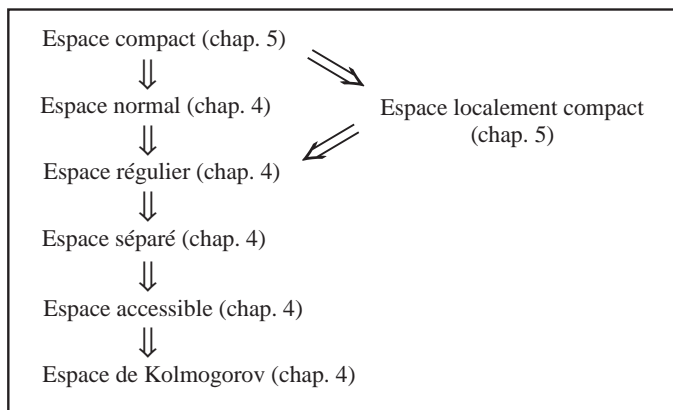 Espace compact (chap. 5)
Espace normal (chap. 4)
Espace localement compact
(chap. 5)
Espace régulier (chap. 4)
Espace séparé (chap. 4)
Espace accessible (chap. 4)
Espace de Kolmogorov (chap. 4)